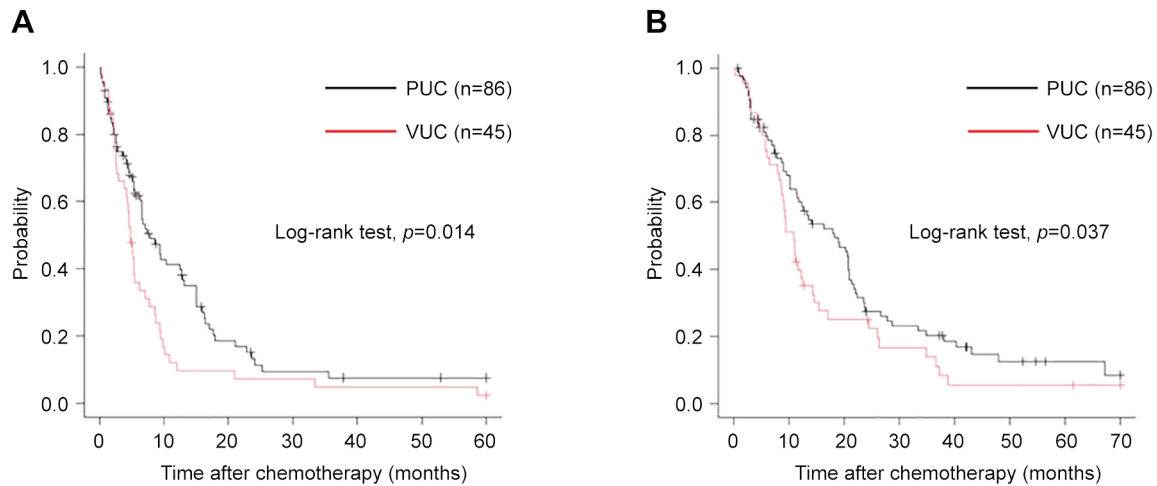 A
1.0
0.8
0.6
0.4
0.2
0.0
Probability
PUC (n=86)
VUC (n=45)
Log-rank test, p=0.014
0 10 20 30 40 50 60
Time after chemotherapy (months)
B
1.0
0.8
0.6
0.4
0.2
0.0
Probability
PUC (n=86)
VUC (n=45)
Log-rank test, p=0.037
0 10 20 30 40 50 60 70
Time after chemotherapy (months)